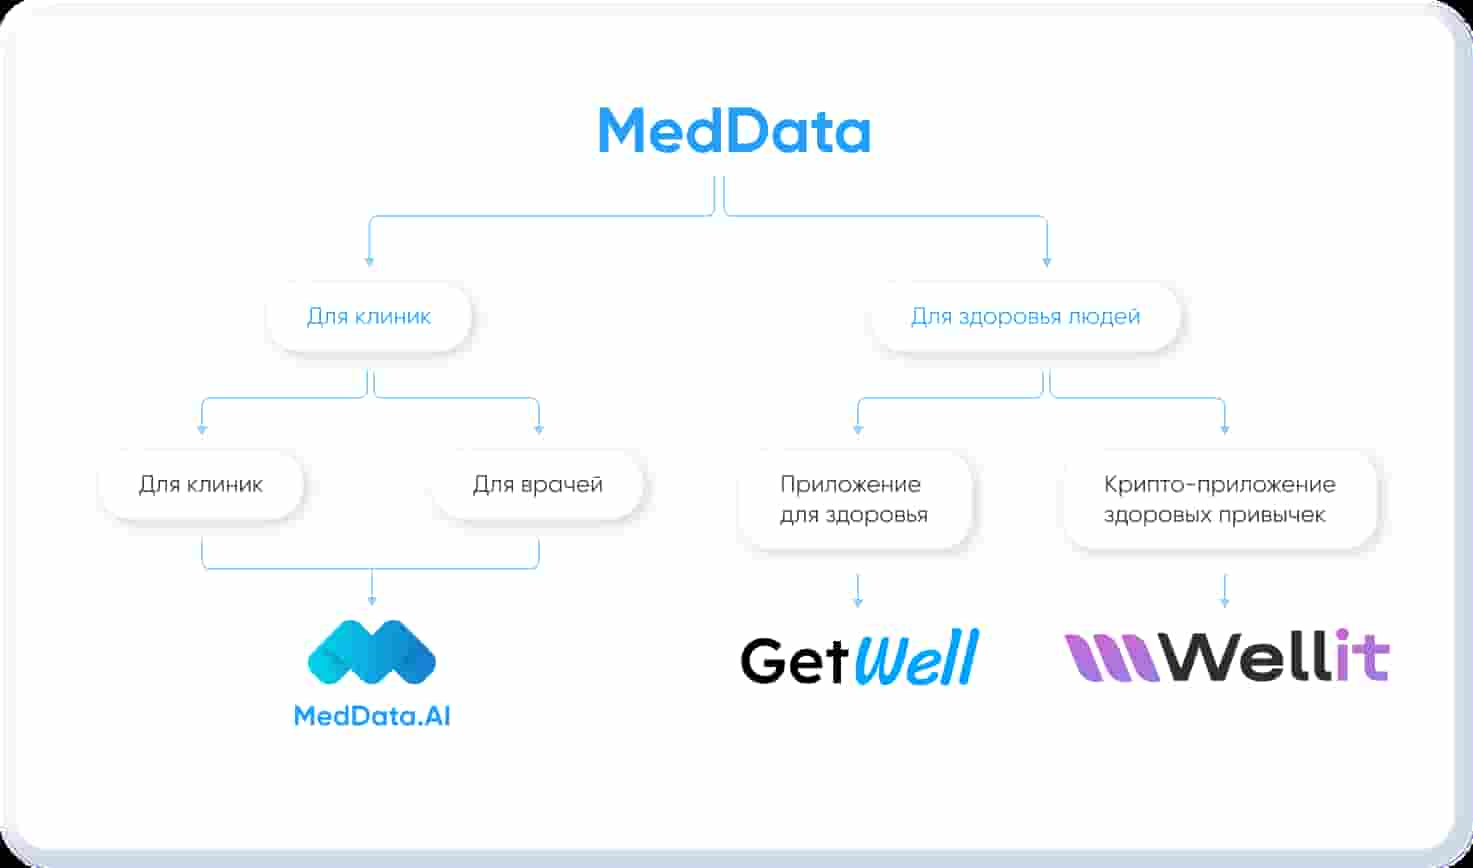 MedData
Для клиник
Для здоровья людей
Для клиник
Для врачей
Приложение
для здоровья
Крипто-приложение
здоровых привычек
MedData.AI
GetWell
Wellit